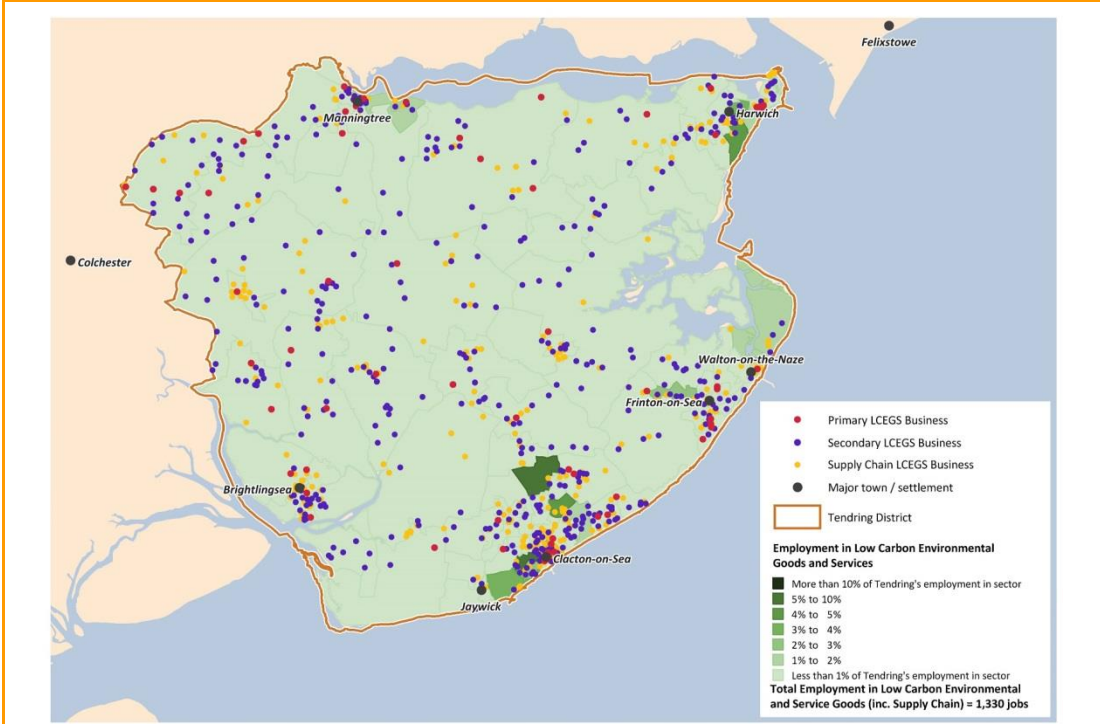 Felixstowe
Manningtree
Harwich
Colchester
Walton-on-the-Naze
Frinton-on-Sea
Brightlingsea
Clacton-on-Sea
Jaywick
Primary LCEGS Business
Secondary LCEGS Business
Supply Chain LCEGS Business
Major town / settlement
Tendring District
Employment in Low Carbon Environmental
Goods and Services
More than 10% of Tendring's employment in sector
5% to 10%
4% to 5%
3% to 4%
2% to 3%
1% to 2%
Less than 1% of Tendring's employment in sector
Total Employment in Low Carbon Environmental
and Service Goods (inc. Supply Chain) = 1,330 jobs